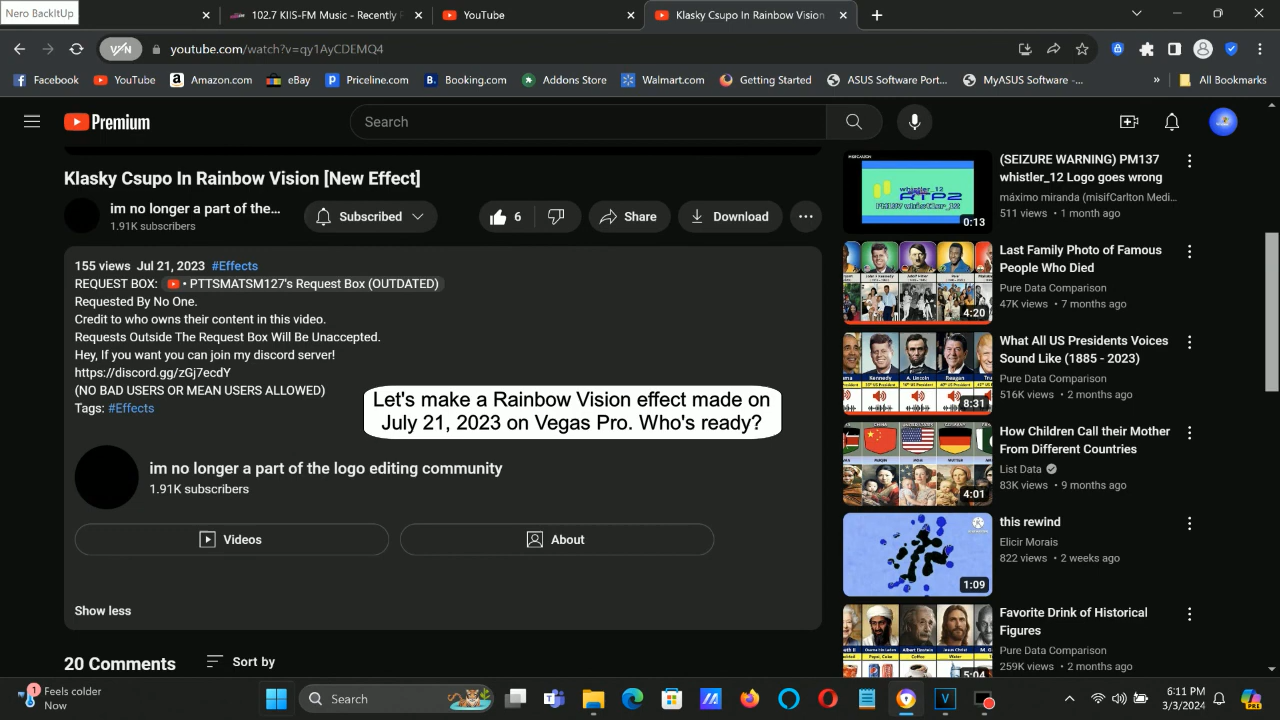 Nero BackItUp
102.7 KIIS-FM Music - Recently P
YouTube
Klasky Csupo In Rainbow Vision
youtube.com/watch?v=qy1AyCDEMQ4
Facebook
YouTube
Amazon.com
eBay
Priceline.com
Booking.com
Addons Store
Walmart.com
Getting Started
ASUS Software Port...
MyASUS Software -...
All Bookmarks
Premium
Search
Klasky Csupo In Rainbow Vision [New Effect]
im no longer a part of the...
1.91K subscribers
Subscribed
6
Share
Download
155 views Jul 21, 2023 #Effects
REQUEST BOT:
Requested By No One.
Credit to who owns their content in this video.
Requests Outside The Request Bot Will Be Unaccepted.
Hey, If you want you can join my discord server!
https://discord.gg/zGj7ecdY
(NO BAD USERS AND WEIRDOS ALLOWED)
Tags: #Effects
Let's make a Rainbow Vision effect made on
July 21, 2023 on Vegas Pro. Who's ready?
im no longer a part of the logo editing community
1.91K subscribers
Videos
About
Show less
20 Comments
Sort by
(SEIZURE WARNING) PM137
whistler_12 Logo goes wrong
máximo miranda (misifCarlton Medi...
511 views • 1 month ago
0:13
Last Family Photo of Famous
People Who Died
Pure Data Comparison
47K views • 7 months ago
4:20
What All US Presidents Voices
Sound Like (1885 - 2023)
Pure Data Comparison
516K views • 2 months ago
8:31
How Children Call their Mother
From Different Countries
List Data
83K views • 9 months ago
4:01
this rewind
Elicir Morais
822 views • 2 weeks ago
1:09
Favorite Drink of Historical
Figures
Pure Data Comparison
259K views • 2 months ago
5:04
1
Feels colder
Now
Search
6:11 PM
3/3/2024